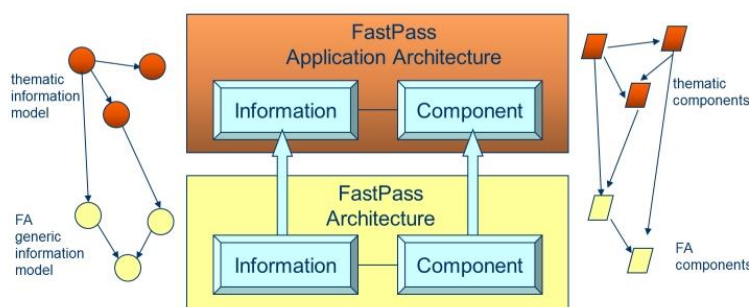 FastPass
Application Architecture
thematic
information
model
Information
Component
thematic
components
FastPass
Architecture
FA
generic
information
model
Information
Component
FA
components